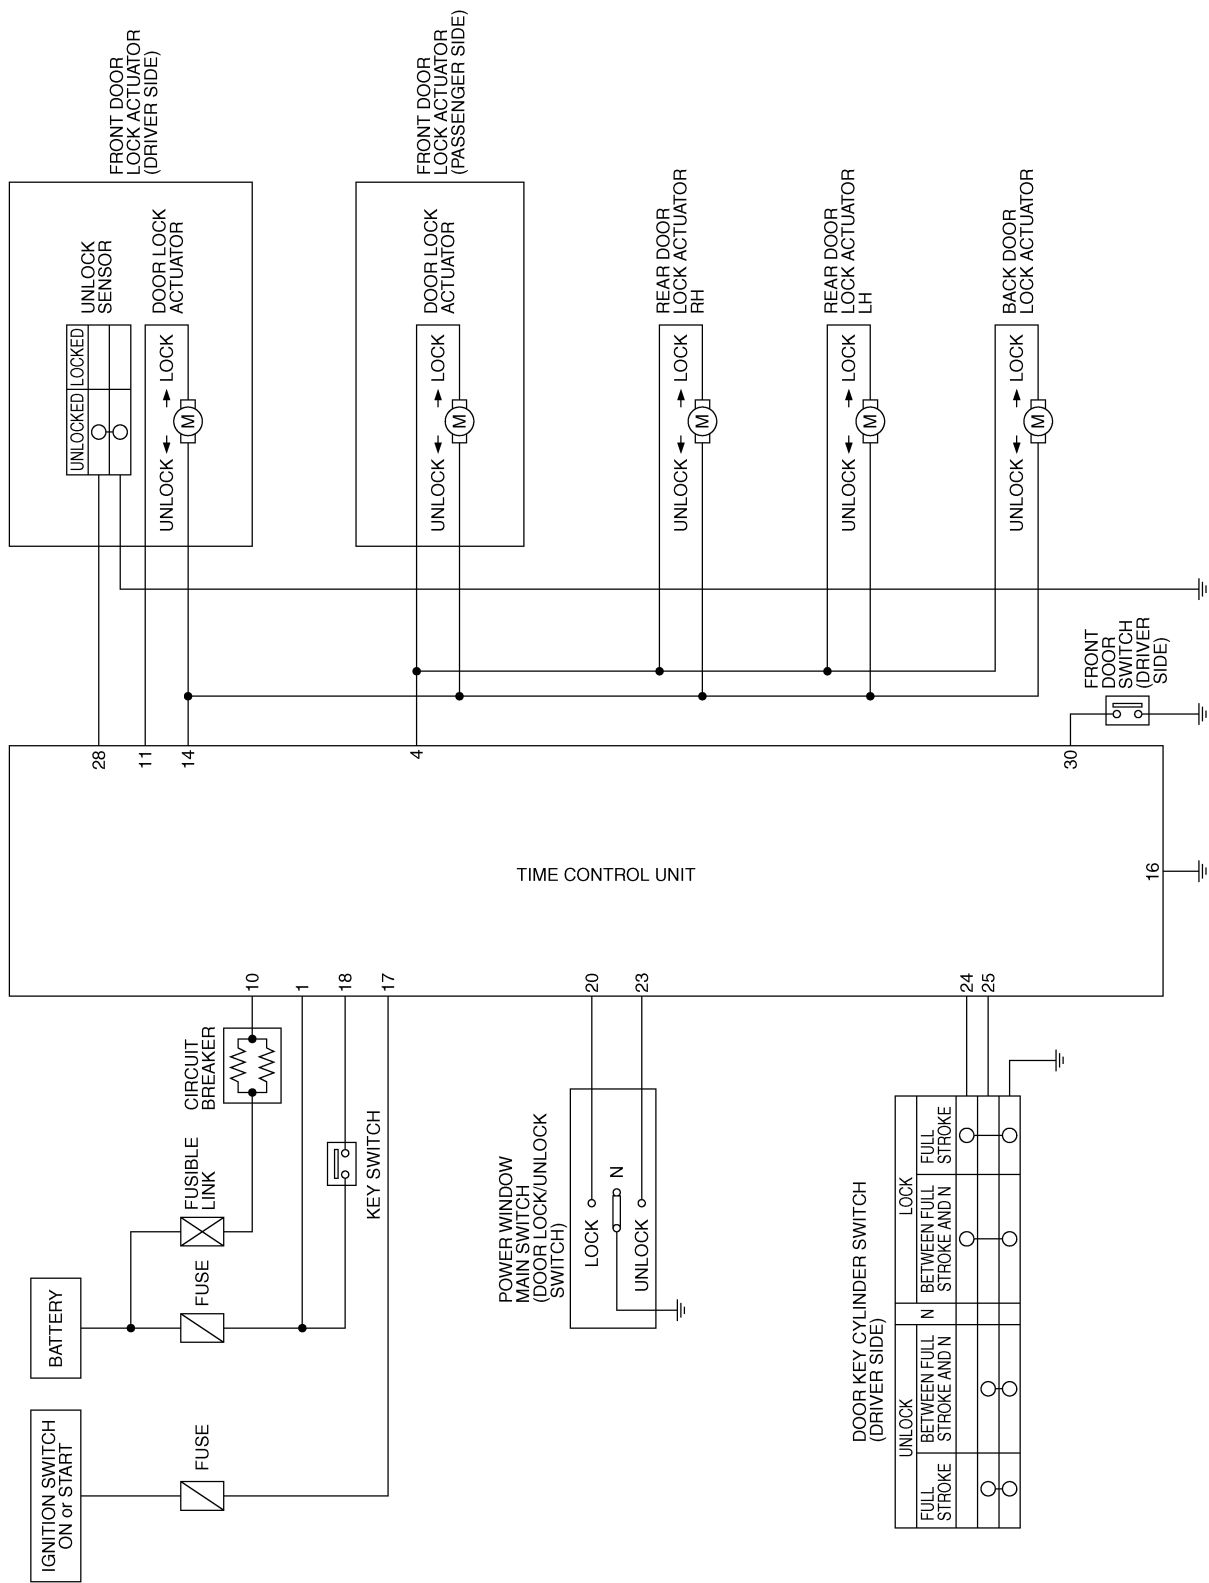 IGNITION SWITCH
ON or START
BATTERY
FUSE
FUSE
FUSIBLE
LINK
CIRCUIT
BREAKER
KEY SWITCH
10
1
18
17
POWER WINDOW
MAIN SWITCH
(DOOR LOCK/UNLOCK
SWITCH)
LOCK
N
UNLOCK
20
23
DOOR KEY CYLINDER SWITCH
(DRIVER SIDE)
UNLOCK
N
LOCK
FULL
STROKE
BETWEEN FULL
STROKE AND N
BETWEEN FULL
STROKE AND N
FULL
STROKE
24
25
TIME CONTROL UNIT
16
28
11
14
4
30
FRONT
DOOR
SWITCH
(DRIVER
SIDE)
FRONT DOOR
LOCK ACTUATOR
(DRIVER SIDE)
UNLOCK
SENSOR
UNLOCKED
LOCKED
DOOR LOCK
ACTUATOR
UNLOCK
LOCK
M
FRONT DOOR
LOCK ACTUATOR
(PASSENGER SIDE)
DOOR LOCK
ACTUATOR
UNLOCK
LOCK
M
REAR DOOR
LOCK ACTUATOR
RH
UNLOCK
LOCK
M
REAR DOOR
LOCK ACTUATOR
LH
UNLOCK
LOCK
M
BACK DOOR
LOCK ACTUATOR
UNLOCK
LOCK
M